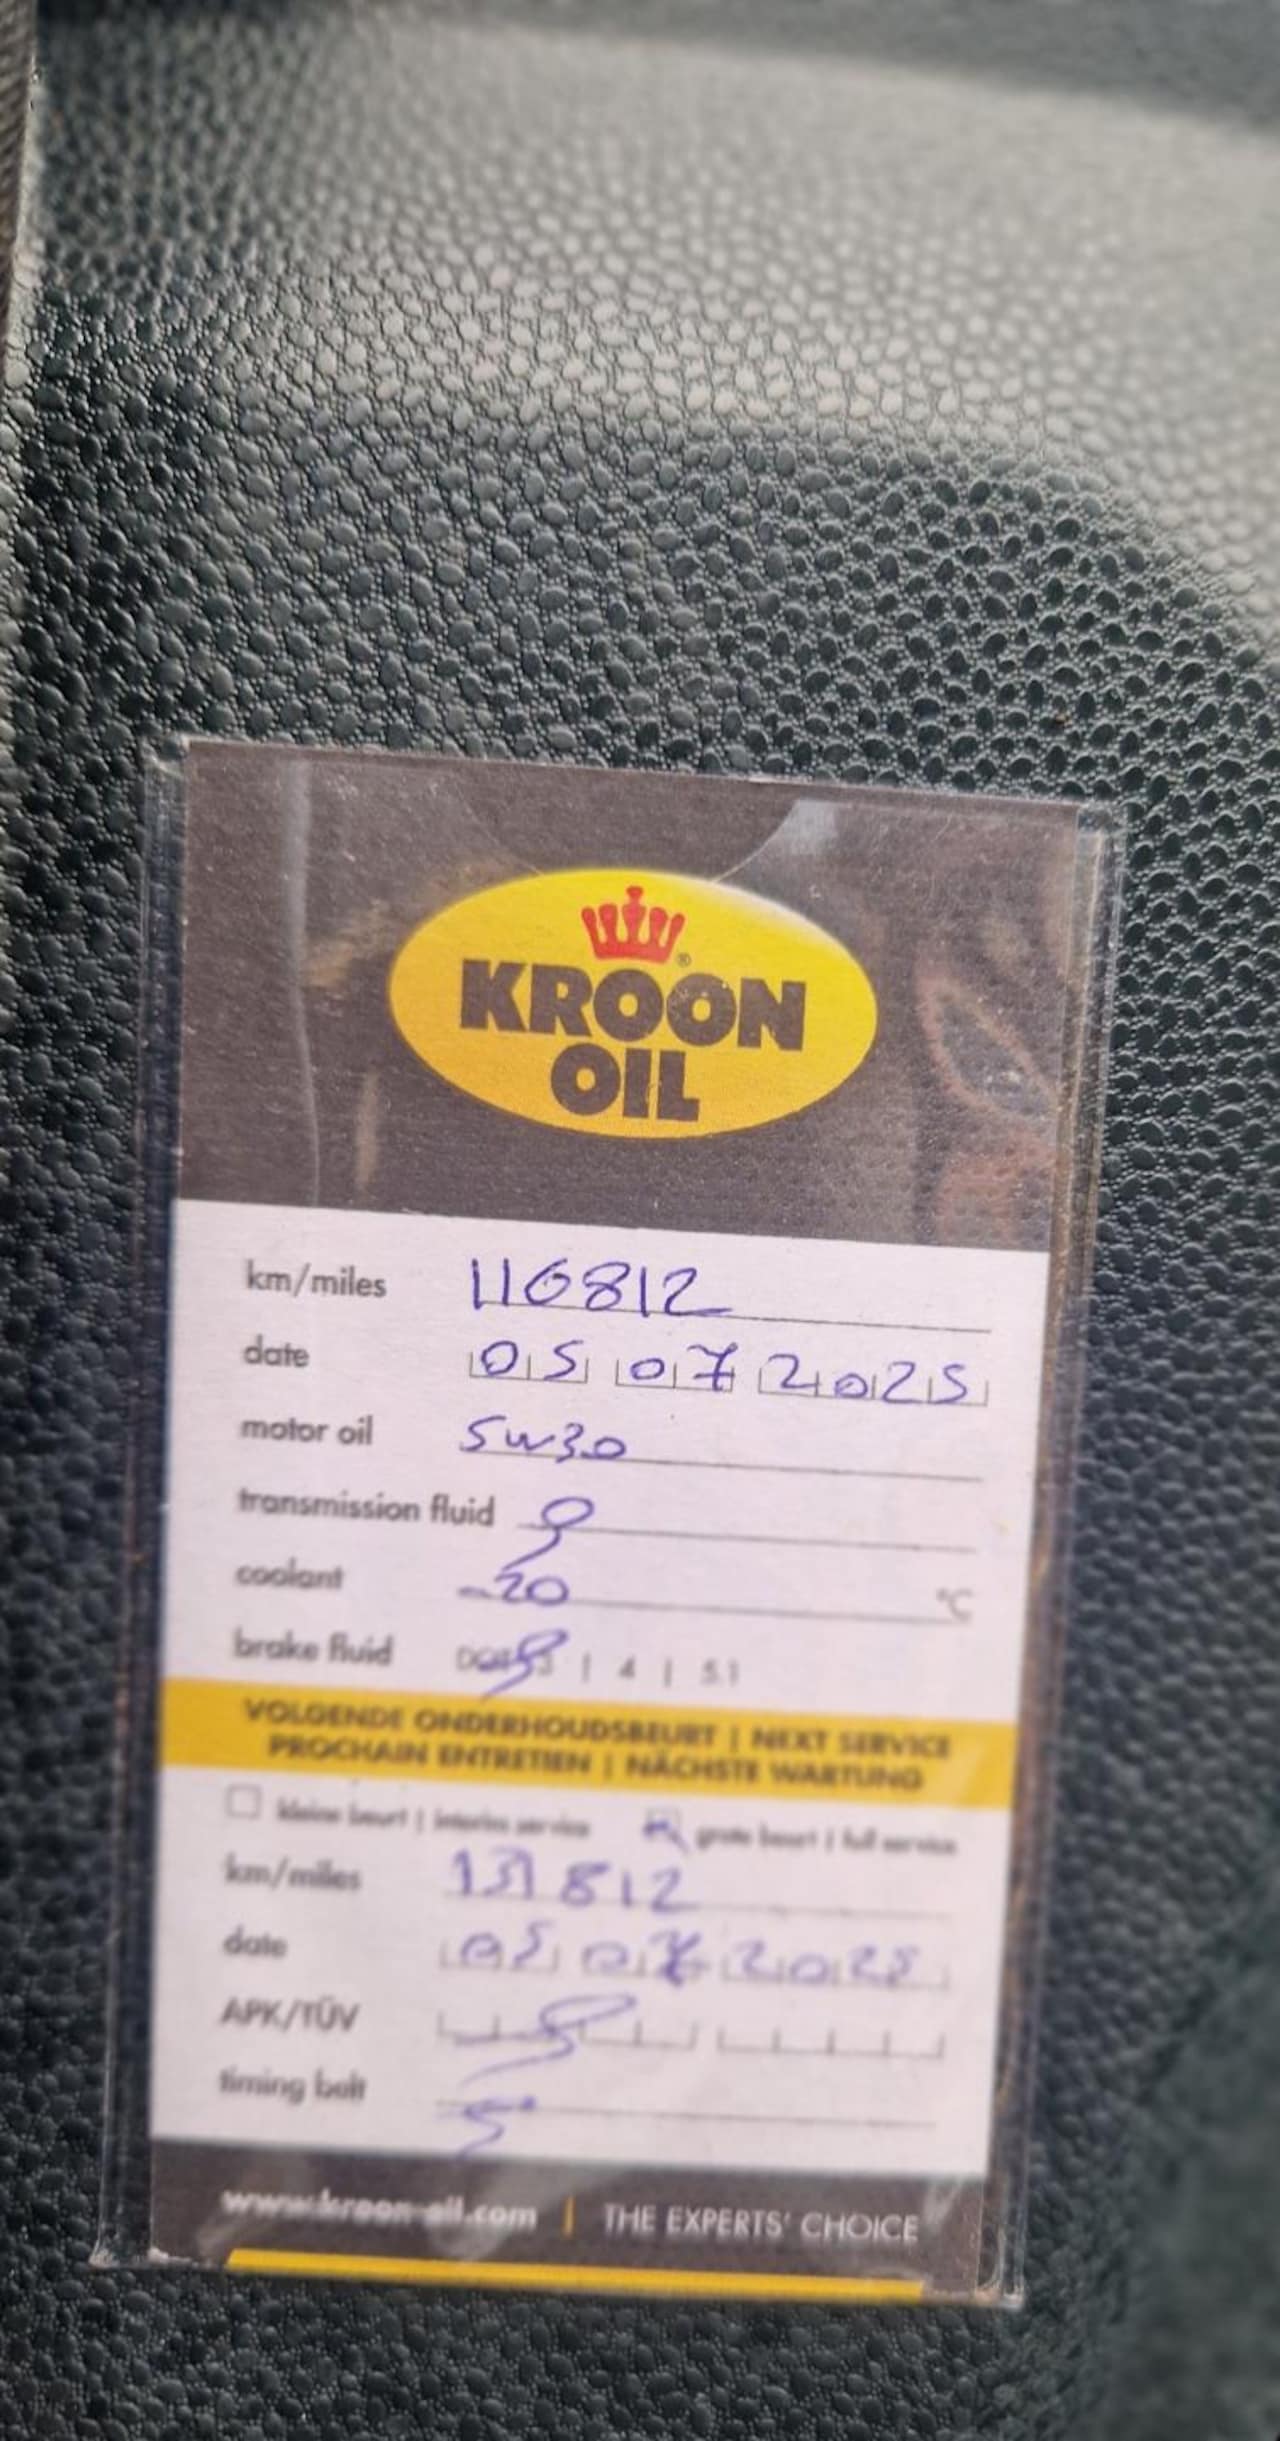 KROON
OIL
km/miles 116812
date 05 07 2025
motor oil 5w30
transmission fluid
coolant -20 °C
brake fluid 3 | 4 | 5.1
VOLGENDE ONDERHOUDSBEURT | NEXT SERVICE
PROCHAIN ENTRETIEN | NÄCHSTE WARTUNG
kleine beurt | interim service grote beurt | full service
km/miles 131812
date 05 07
APK/TÜV
timing belt
www.kroon-oil.com | THE EXPERTS' CHOICE